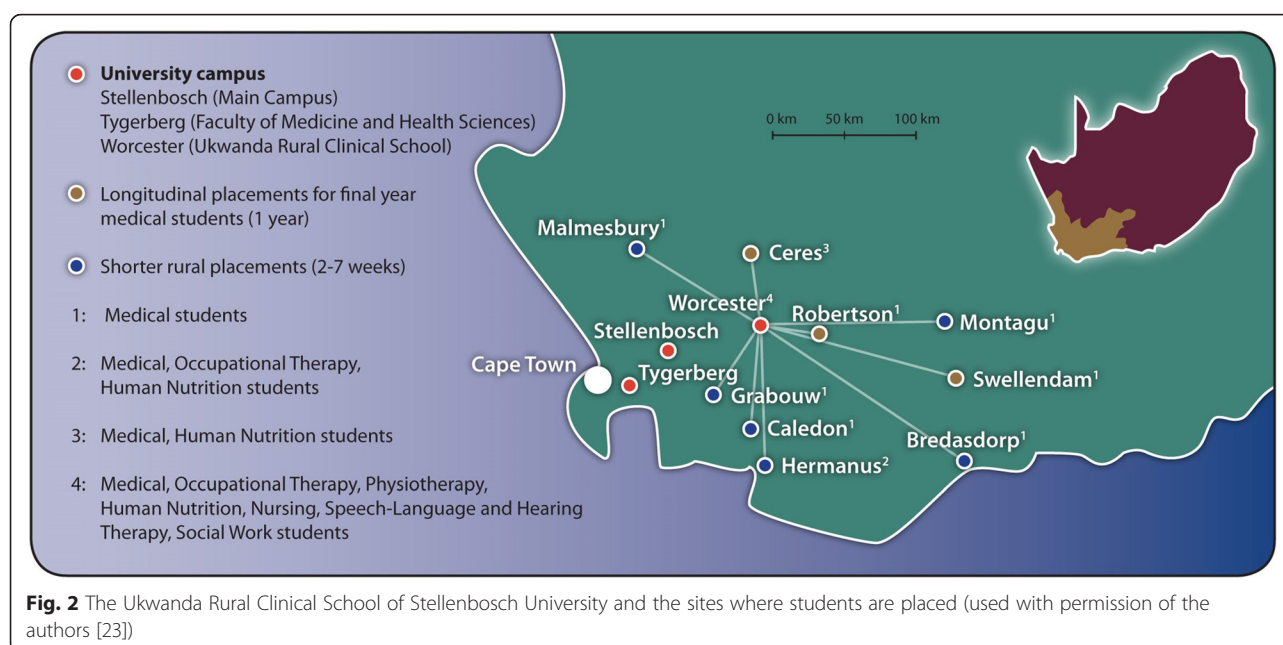 University campus
Stellenbosch (Main Campus)
Tygerberg (Faculty of Medicine and Health Sciences)
Worcester (Ukwanda Rural Clinical School)
Longitudinal placements for final year
medical students (1 year)
Shorter rural placements (2-7 weeks)
1: Medical students
2: Medical, Occupational Therapy,
Human Nutrition students
3: Medical, Human Nutrition students
4: Medical, Occupational Therapy, Physiotherapy,
Human Nutrition, Nursing, Speech-Language and Hearing
Therapy, Social Work students
0 km 50 km 100 km
Malmesbury¹
Ceres³
Worcester⁴
Robertson¹
Montagu¹
Stellenbosch
Cape Town
Tygerberg
Swellendam¹
Grabouw¹
Caledon¹
Bredasdorp¹
Hermanus²
Fig. 2 The Ukwanda Rural Clinical School of Stellenbosch University and the sites where students are placed (used with permission of the
authors [23])